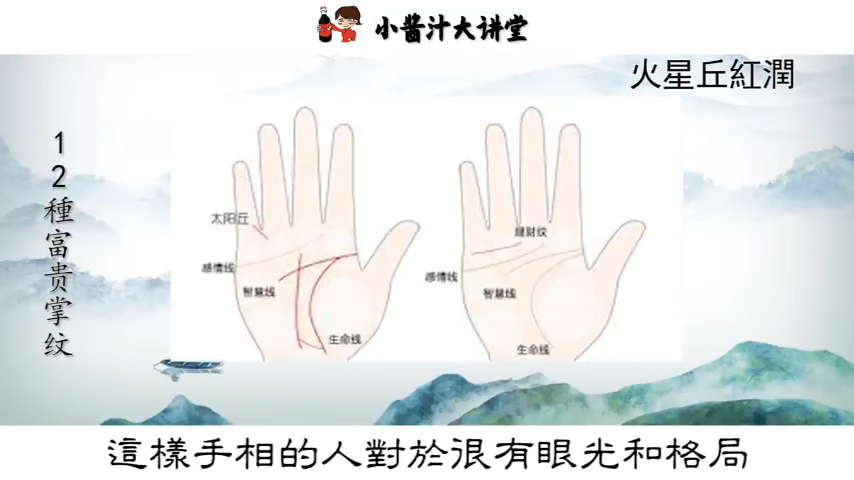 小酱汁大讲堂
火星丘紅潤
12種富贵掌纹
太阳丘
感情线
智慧线
生命线
理财纹
感情线
智慧线
生命线
這樣手相的人對於很有眼光和格局